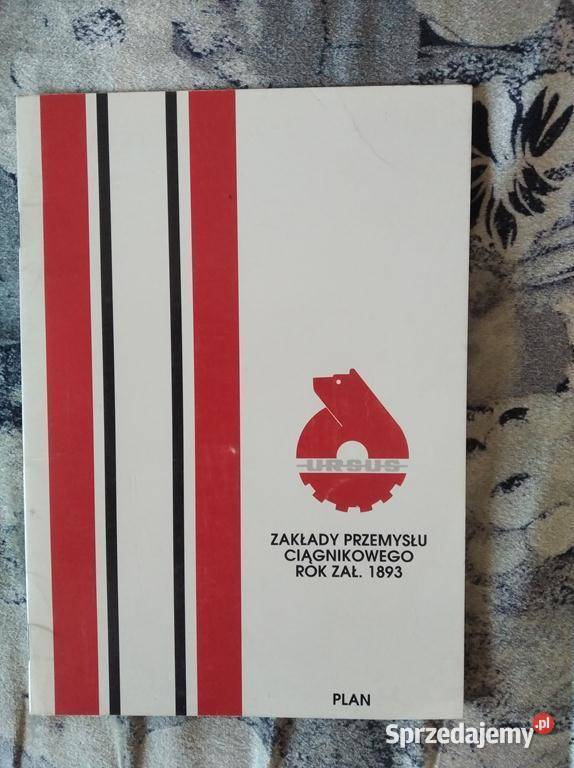 URSUS
ZAKŁADY PRZEMYSŁU
CIĄGNIKOWEGO
ROK ZAŁ. 1893
PLAN
Sprzedajemy.pl